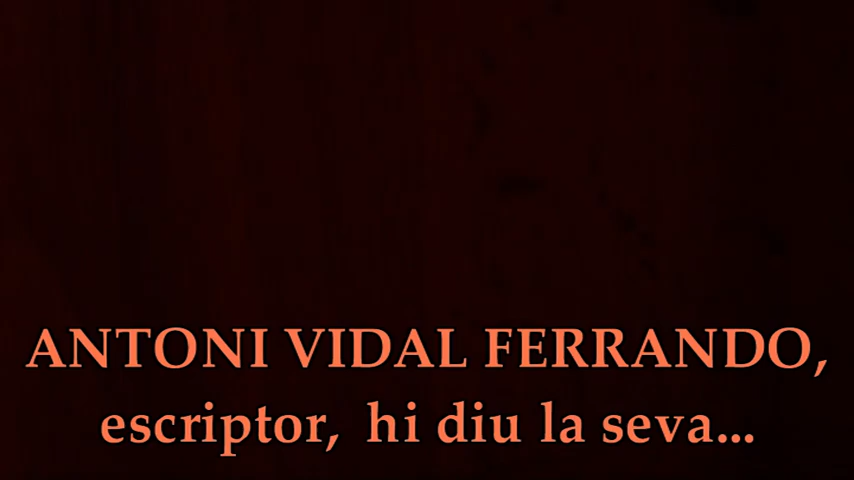 ANTONI VIDAL FERRANDO,
escriptor, hi diu la seva...